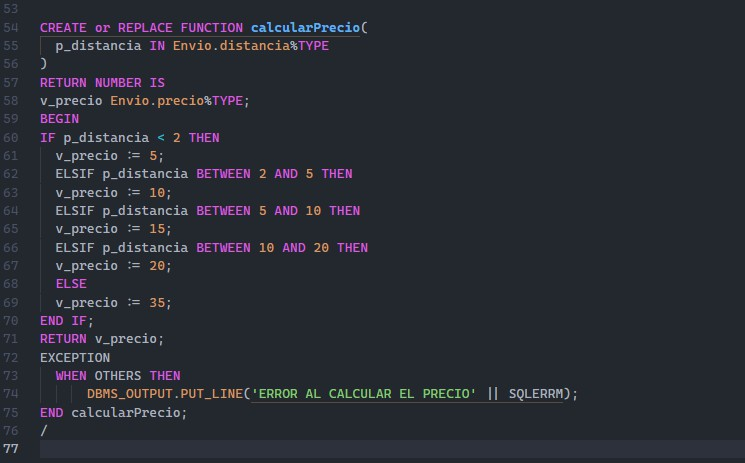 53
54 CREATE or REPLACE FUNCTION calcularPrecio(
55 p_distancia IN Envio.distancia%TYPE
56 )
57 RETURN NUMBER IS
58 v_precio Envio.precio%TYPE;
59 BEGIN
60 IF p_distancia < 2 THEN
61 v_precio := 5;
62 ELSIF p_distancia BETWEEN 2 AND 5 THEN
63 v_precio := 10;
64 ELSIF p_distancia BETWEEN 5 AND 10 THEN
65 v_precio := 15;
66 ELSIF p_distancia BETWEEN 10 AND 20 THEN
67 v_precio := 20;
68 ELSE
69 v_precio := 35;
70 END IF;
71 RETURN v_precio;
72 EXCEPTION
73 WHEN OTHERS THEN
74 DBMS_OUTPUT.PUT_LINE('ERROR AL CALCULAR EL PRECIO' || SQLERRM);
75 END calcularPrecio;
76 /
77